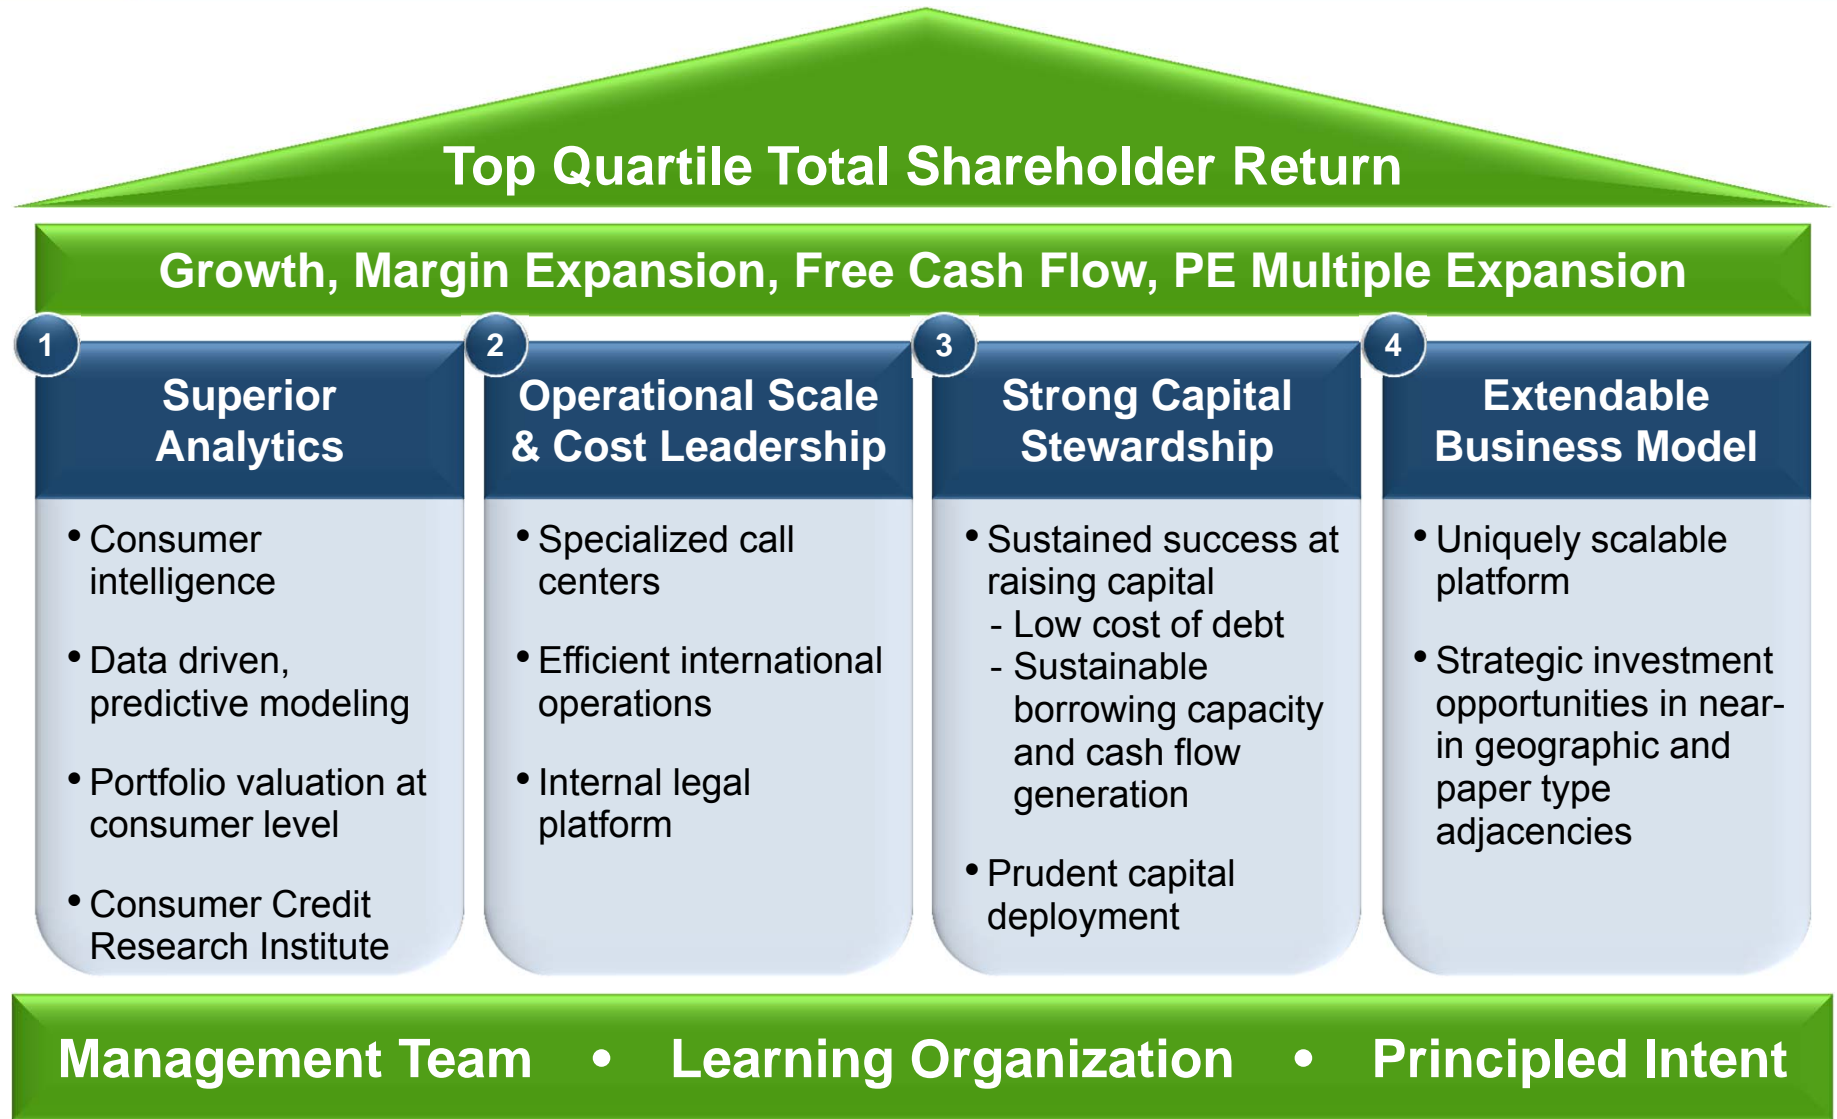 Top Quartile Total Shareholder Return
Growth, Margin Expansion, Free Cash Flow, PE Multiple Expansion
1
Superior
Analytics
• Consumer
intelligence
• Data driven,
predictive modeling
• Portfolio valuation at
consumer level
• Consumer Credit
Research Institute
2
Operational Scale
& Cost Leadership
• Specialized call
centers
• Efficient international
operations
• Internal legal
platform
3
Strong Capital
Stewardship
• Sustained success at
raising capital
- Low cost of debt
- Sustainable
borrowing capacity
and cash flow
generation
• Prudent capital
deployment
4
Extendable
Business Model
• Uniquely scalable
platform
• Strategic investment
opportunities in near-
in geographic and
paper type
adjacencies
Management Team • Learning Organization • Principled Intent